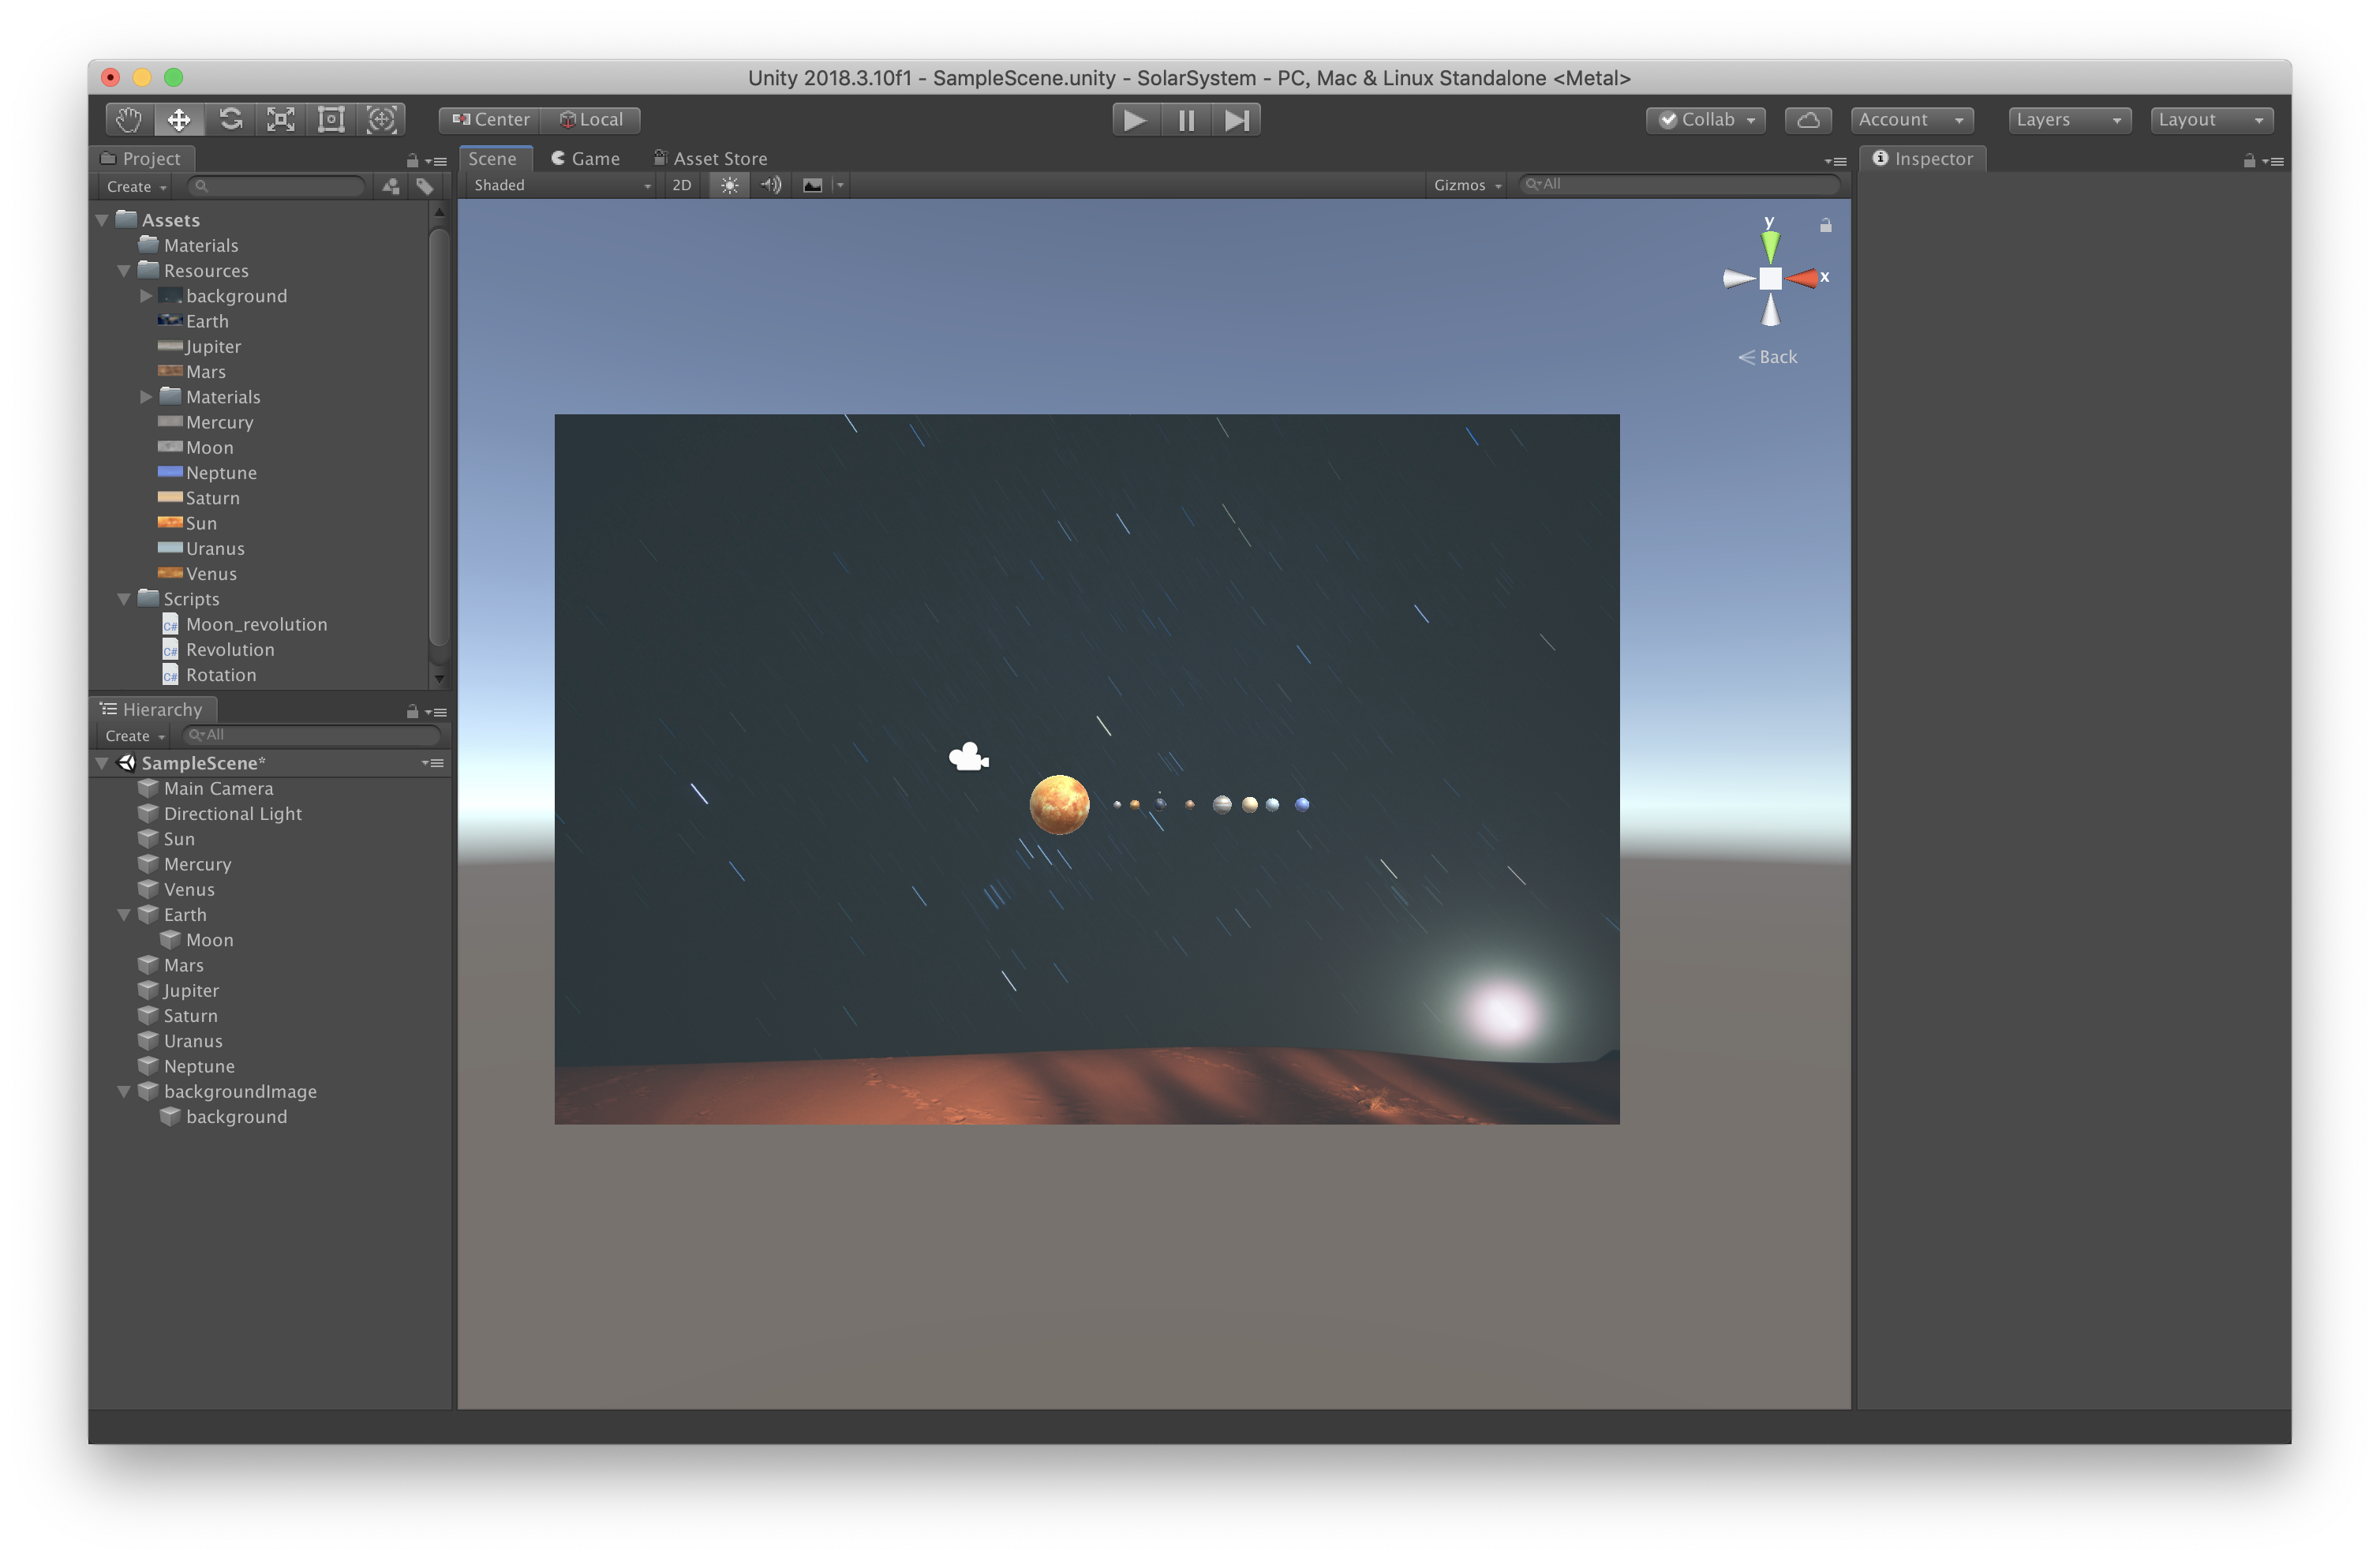 Unity 2018.3.10f1 - SampleScene.unity - SolarSystem - PC, Mac & Linux Standalone <Metal>
Center Local Collab Account Layers Layout
Project
Create
Assets
Materials
Resources
background
Earth
Jupiter
Mars
Materials
Mercury
Moon
Neptune
Saturn
Sun
Uranus
Venus
Scripts
C# Moon_revolution
C# Revolution
C# Rotation
Hierarchy
Create All
SampleScene*
Main Camera
Directional Light
Sun
Mercury
Venus
Earth
Moon
Mars
Jupiter
Saturn
Uranus
Neptune
backgroundImage
background
Scene Game Asset Store
Shaded 2D Gizmos All
y
x
Back
Inspector